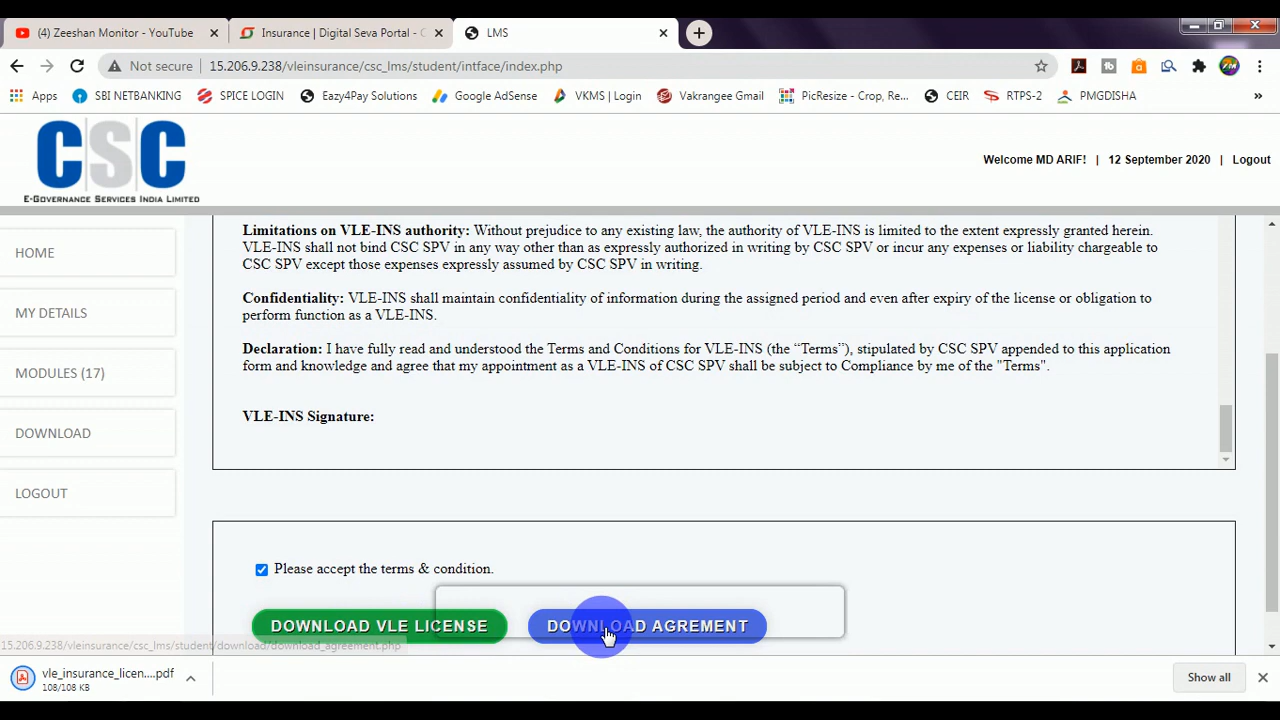 (4) Zeeshan Monitor - YouTube
Insurance | Digital Seva Portal - C
LMS
Not secure
15.206.9.238/vleinsurance/csc_lms/student/intface/index.php
Apps
SBI NETBANKING
SPICE LOGIN
Eazy4Pay Solutions
Google AdSense
VKMS | Login
Vakrangee Gmail
PicResize - Crop, Re...
CEIR
RTPS-2
PMGDISHA
»
CSC
E-Governance Services India Limited
Welcome MD ARIF! | 12 September 2020 | Logout
HOME
MY DETAILS
MODULES (17)
DOWNLOAD
LOGOUT
Limitations on VLE-INS authority: Without prejudice to any existing law, the authority of VLE-INS is limited to the extent expressly granted herein.
VLE-INS shall not bind CSC SPV in any way other than as expressly authorized in writing by CSC SPV or incur any expenses or liability chargeable to
CSC SPV except those expenses expressly assumed by CSC SPV in writing.
Confidentiality: VLE-INS shall maintain confidentiality of information during the assigned period and even after expiry of the license or obligation to
perform function as a VLE-INS.
Declaration: I have fully read and understood the Terms and Conditions for VLE-INS (the “Terms”), stipulated by CSC SPV appended to this application
form and knowledge and agree that my appointment as a VLE-INS of CSC SPV shall be subject to Compliance by me of the "Terms".
VLE-INS Signature:
Please accept the terms & condition.
DOWNLOAD VLE LICENSE
DOWNLOAD AGREMENT
15.206.9.238/vleinsurance/csc_lms/student/download/download_agreement.php
vle_insurance_licen....pdf
108/108 KB
Show all